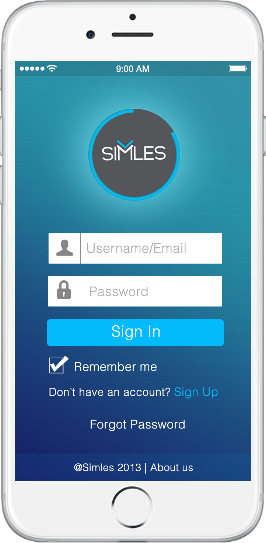 9:00 AM
SIMLES
Username/Email
Password
Sign In
Remember me
Don't have an account? Sign Up
Forgot Password
@Simles 2013 | About us